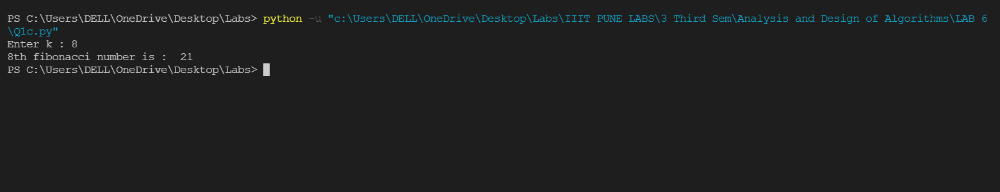 PS C:\Users\DELL\OneDrive\Desktop\Labs> python -u "c:\Users\DELL\OneDrive\Desktop\Labs\IIIT PUNE LABS\3 Third Sem\Analysis and Design of Algorithms\LAB 6
\Q1c.py"
Enter k : 8
8th fibonacci number is :  21
PS C:\Users\DELL\OneDrive\Desktop\Labs>